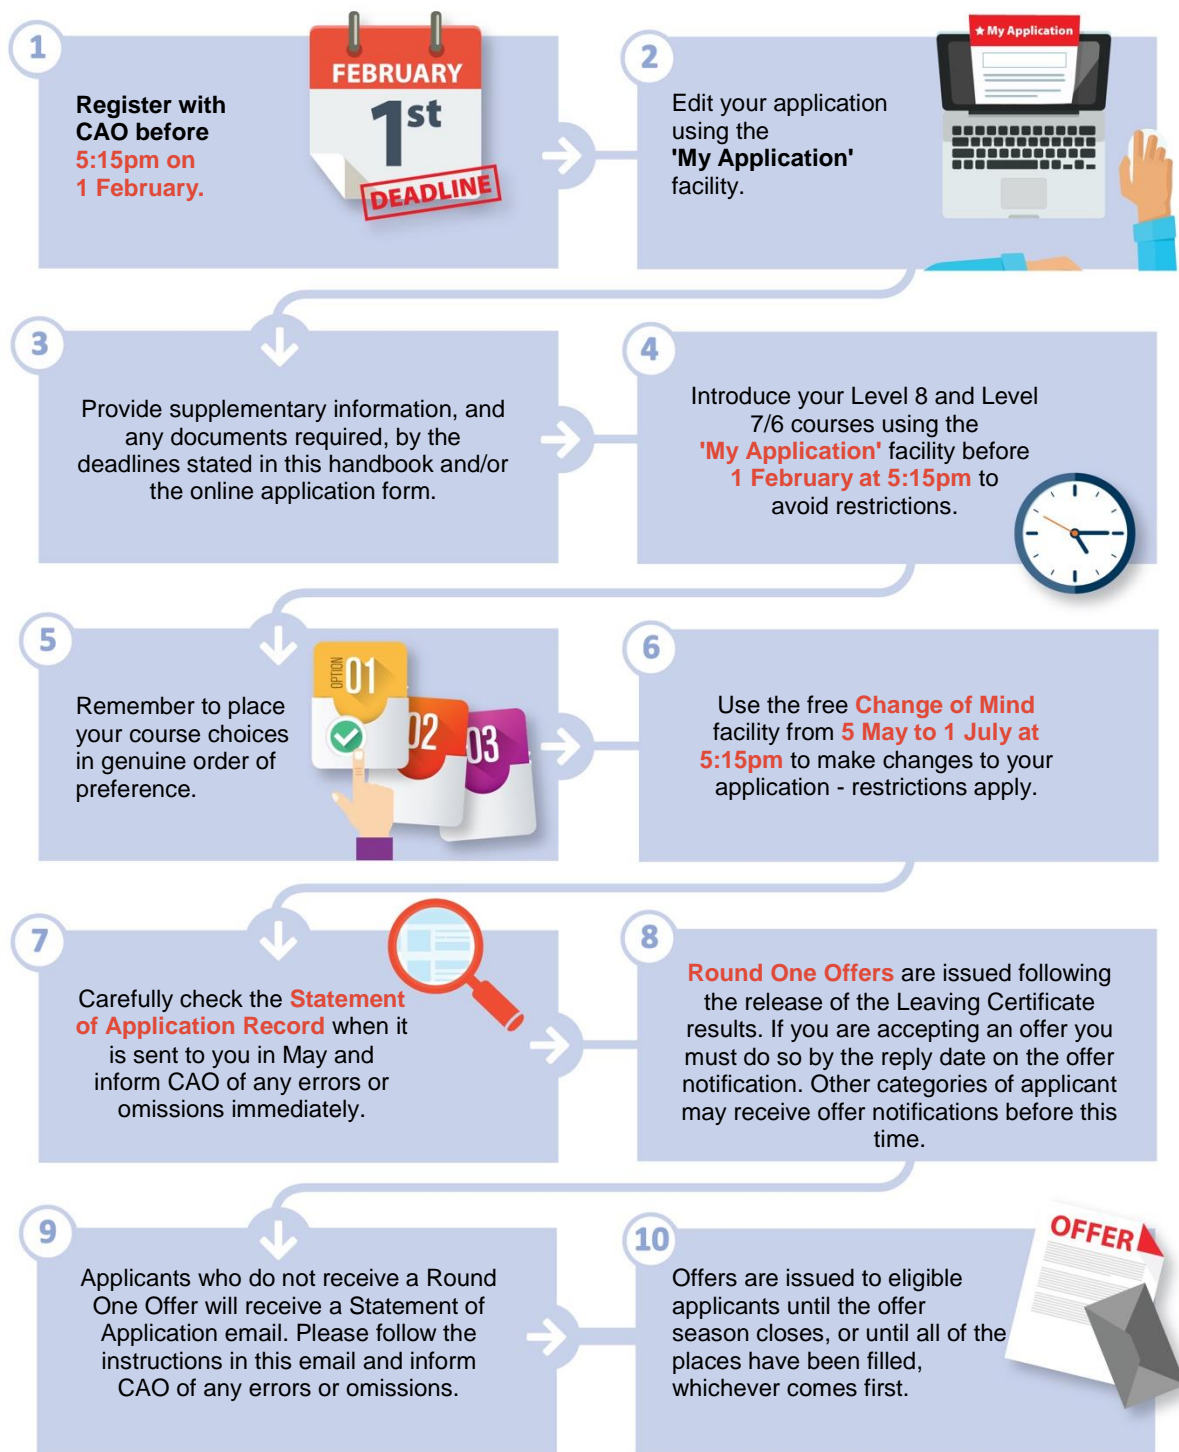 1
Register with
CAO before
5:15pm on
1 February.
FEBRUARY
1st
DEADLINE
2
Edit your application
using the
'My Application'
facility.
★ My Application
3
Provide supplementary information, and
any documents required, by the
deadlines stated in this handbook and/or
the online application form.
4
Introduce your Level 8 and Level
7/6 courses using the
'My Application' facility before
1 February at 5:15pm to
avoid restrictions.
5
Remember to place
your course choices
in genuine order of
preference.
OPTION
01
02
03
6
Use the free Change of Mind
facility from 5 May to 1 July at
5:15pm to make changes to your
application - restrictions apply.
7
Carefully check the Statement
of Application Record when it
is sent to you in May and
inform CAO of any errors or
omissions immediately.
8
Round One Offers are issued following
the release of the Leaving Certificate
results. If you are accepting an offer you
must do so by the reply date on the offer
notification. Other categories of applicant
may receive offer notifications before this
time.
9
Applicants who do not receive a Round
One Offer will receive a Statement of
Application email. Please follow the
instructions in this email and inform
CAO of any errors or omissions.
10
Offers are issued to eligible
applicants until the offer
season closes, or until all of the
places have been filled,
whichever comes first.
OFFER